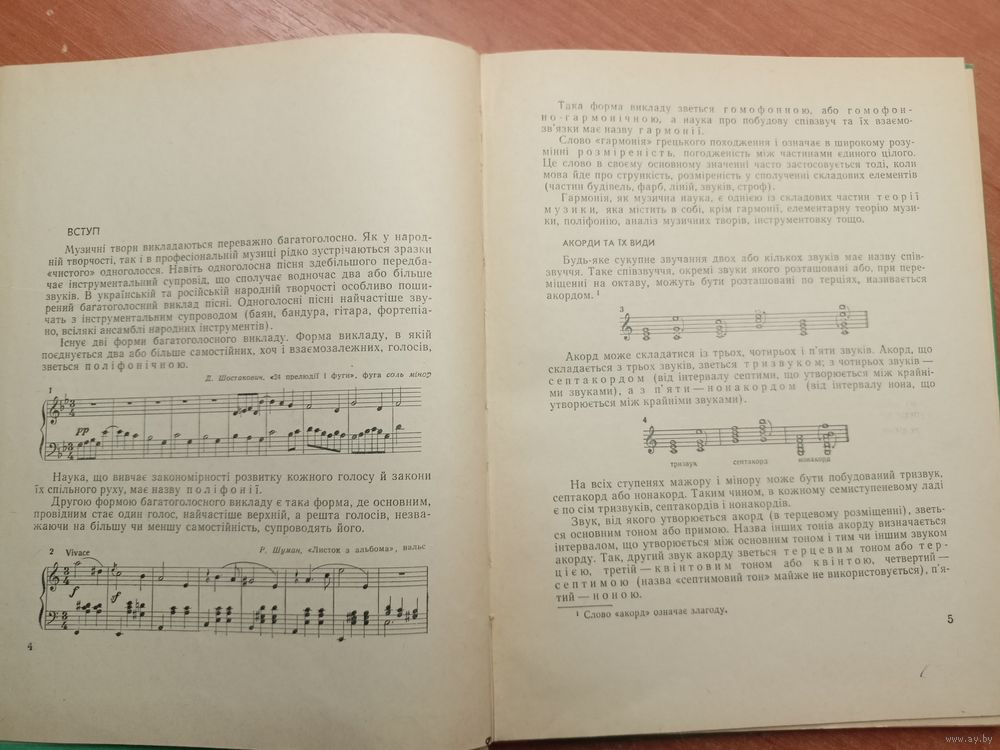 ВСТУП
Музичні твори викладаються переважно багатоголосно. Як у народ-
ній творчості, так і в професіональній музиці рідко зустрічаються зразки
«чистого» одноголосся. Навіть одноголосна пісня здебільшого передба-
чає інструментальний супровід, що сполучає водночас два або більше
звуків. В українській та російській народній творчості особливо поши-
рений багатоголосний виклад пісні. Одноголосні пісні найчастіше зву-
чать з інструментальним супроводом (баян, бандура, гітара, фортепіа-
но, всілякі ансамблі народних інструментів).
Існує дві форми багатоголосного викладу. Форма викладу, в якій
поєднується два або більше самостійних, хоч і взаємозалежних, голосів,
зветься поліфонічною.
Д. Шостакович, «24 прелюдії і фуги», фуга соль мінор
1
pp
Наука, що вивчає закономірності розвитку кожного голосу й закони
їх спільного руху, має назву поліфонії.
Другою формою багатоголосного викладу є така форма, де основним,
провідним стає один голос, найчастіше верхній, а решта голосів, незва-
жаючи на більшу чи меншу самостійність, супроводять його.
2 Vivace
Р. Шуман, «Листок з альбома», вальс
f
f
4
Така форма викладу зветься гомофонною, або гомофон-
но-гармонічною, а наука про побудову співзвуч та їх взаємо-
зв'язки має назву гармонії.
Слово «гармонія» грецького походження і означає в широкому розу-
мінні розміреність, погодженість між частинами єдиного цілого.
Це слово в своєму основному значенні часто застосовується тоді, коли
мова йде про стрункість, розміреність у сполученні складових елементів
(частин будівель, фарб, ліній, звуків, строф).
Гармонія, як музична наука, є однією із складових частин теорії
музики, яка містить в собі, крім гармонії, елементарну теорію музи-
ки, поліфонію, аналіз музичних творів, інструментовку тощо.
АКОРДИ ТА ЇХ ВИДИ
Будь-яке сукупне звучання двох або кількох звуків має назву спів-
звуччя. Таке співзвуччя, окремі звуки якого розташовані або, при пере-
міщенні на октаву, можуть бути розташовані по терціях, називається
акордом. 1
3
Акорд може складатися із трьох, чотирьох і п'яти звуків. Акорд, що
складається з трьох звуків, зветься тризвуком; з чотирьох звуків —
септакордом (від інтервалу септими, що утворюється між крайні-
ми звуками), а з п'яти — нонакордом (від інтервалу нона, що
утворюється між крайніми звуками).
4
тризвук септакорд нонакорд
На всіх ступенях мажору і мінору може бути побудований тризвук,
септакорд або нонакорд. Таким чином, в кожному семиступеневому ладі
є по сім тризвуків, септакордів і нонакордів.
Звук, від якого утворюється акорд (в терцевому розміщенні), зветь-
ся основним тоном або примою. Назва інших тонів акорду визначається
інтервалом, що утворюється між основним тоном і тим чи іншим звуком
акорду. Так, другий звук акорду зветься терцевим тоном або тер-
цією, третій — квінтовим тоном або квінтою, четвертий —
септимою (назва «септимовий тон» майже не використовується), п'я-
тий — ноною.
1 Слово «акорд» означає злагоду.
5
www.ay.by